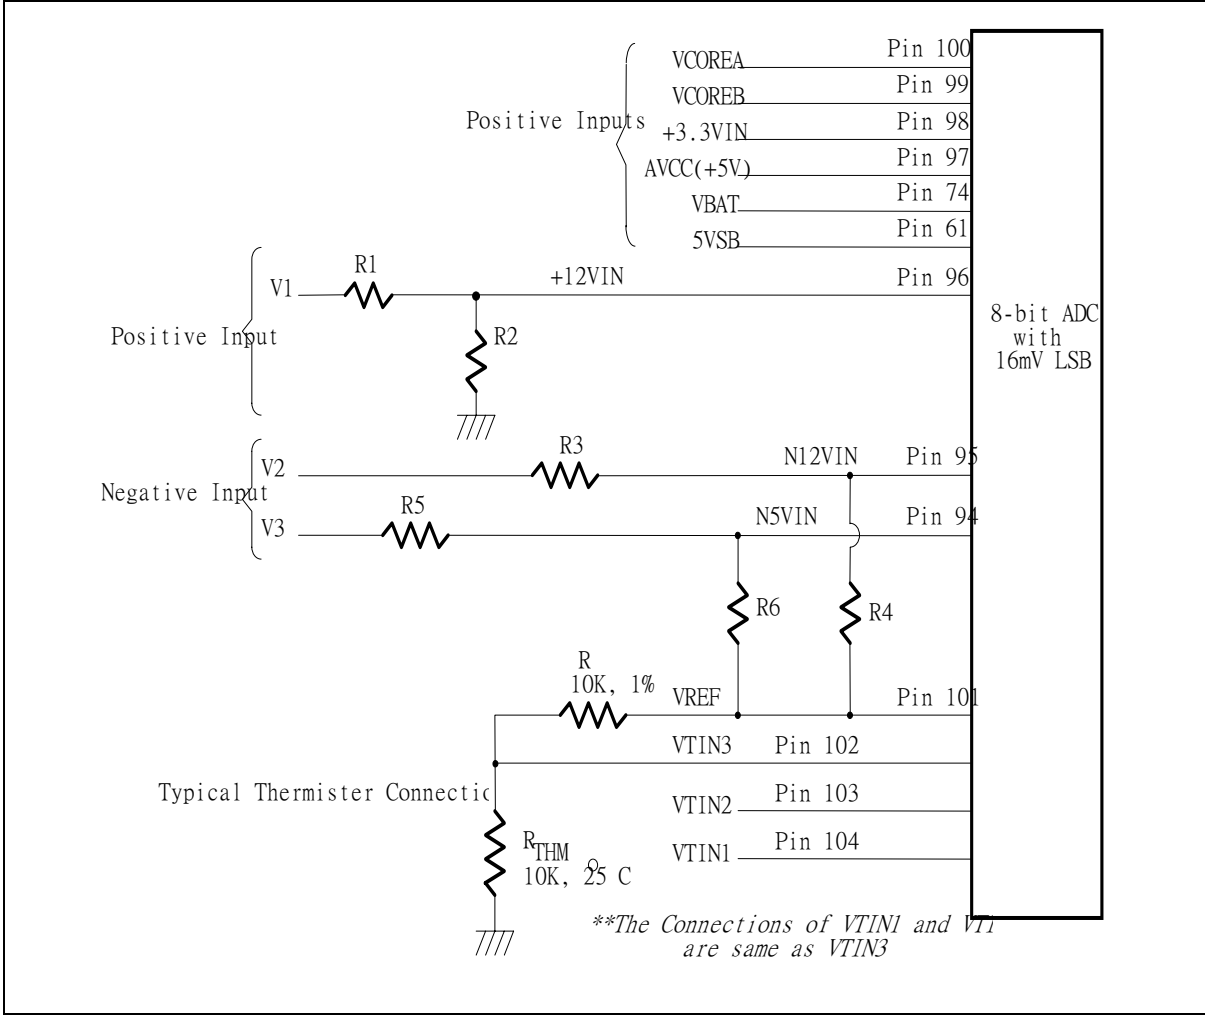 Pin 100
VCOREA
Pin 99
VCOREB
Positive Inputs
Pin 98
+3.3VIN
Pin 97
AVCC(+5V)
Pin 74
VBAT
Pin 61
5VSB
R1
+12VIN
Pin 96
V1
8-bit ADC
with
16mV LSB
Positive Input
R2
R3
N12VIN
Pin 95
V2
Negative Input
R5
N5VIN
Pin 94
V3
R6
R4
R
10K, 1%
VREF
Pin 101
VTIN3
Pin 102
Typical Thermister Connectic
Pin 103
VTIN2
Pin 104
VTIN1
RTHM
10K, 25 C
**The Connections of VTIN1 and VTI
are same as VTIN3